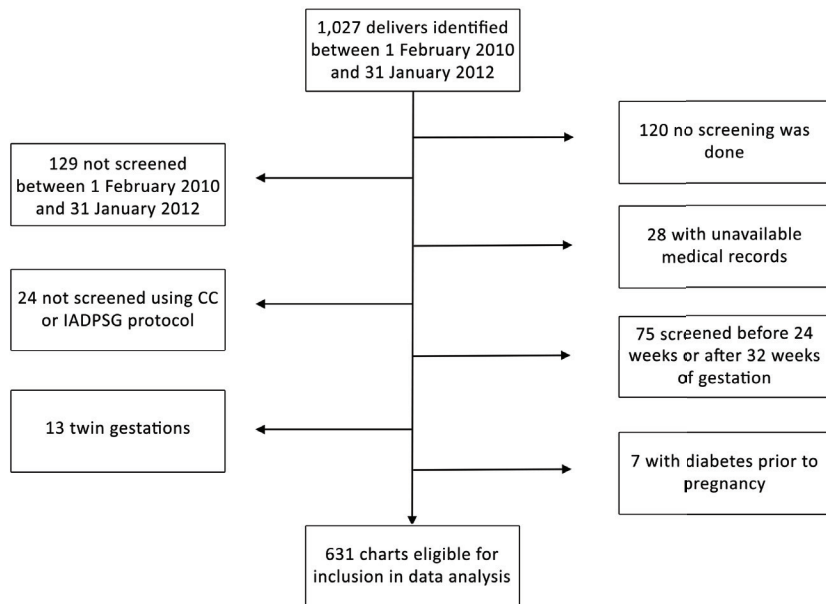 1,027 delivers identified
between 1 February 2010
and 31 January 2012
120 no screening was
done
129 not screened
between 1 February 2010
and 31 January 2012
28 with unavailable
medical records
24 not screened using CC
or IADPSG protocol
75 screened before 24
weeks or after 32 weeks
of gestation
13 twin gestations
7 with diabetes prior to
pregnancy
631 charts eligible for
inclusion in data analysis